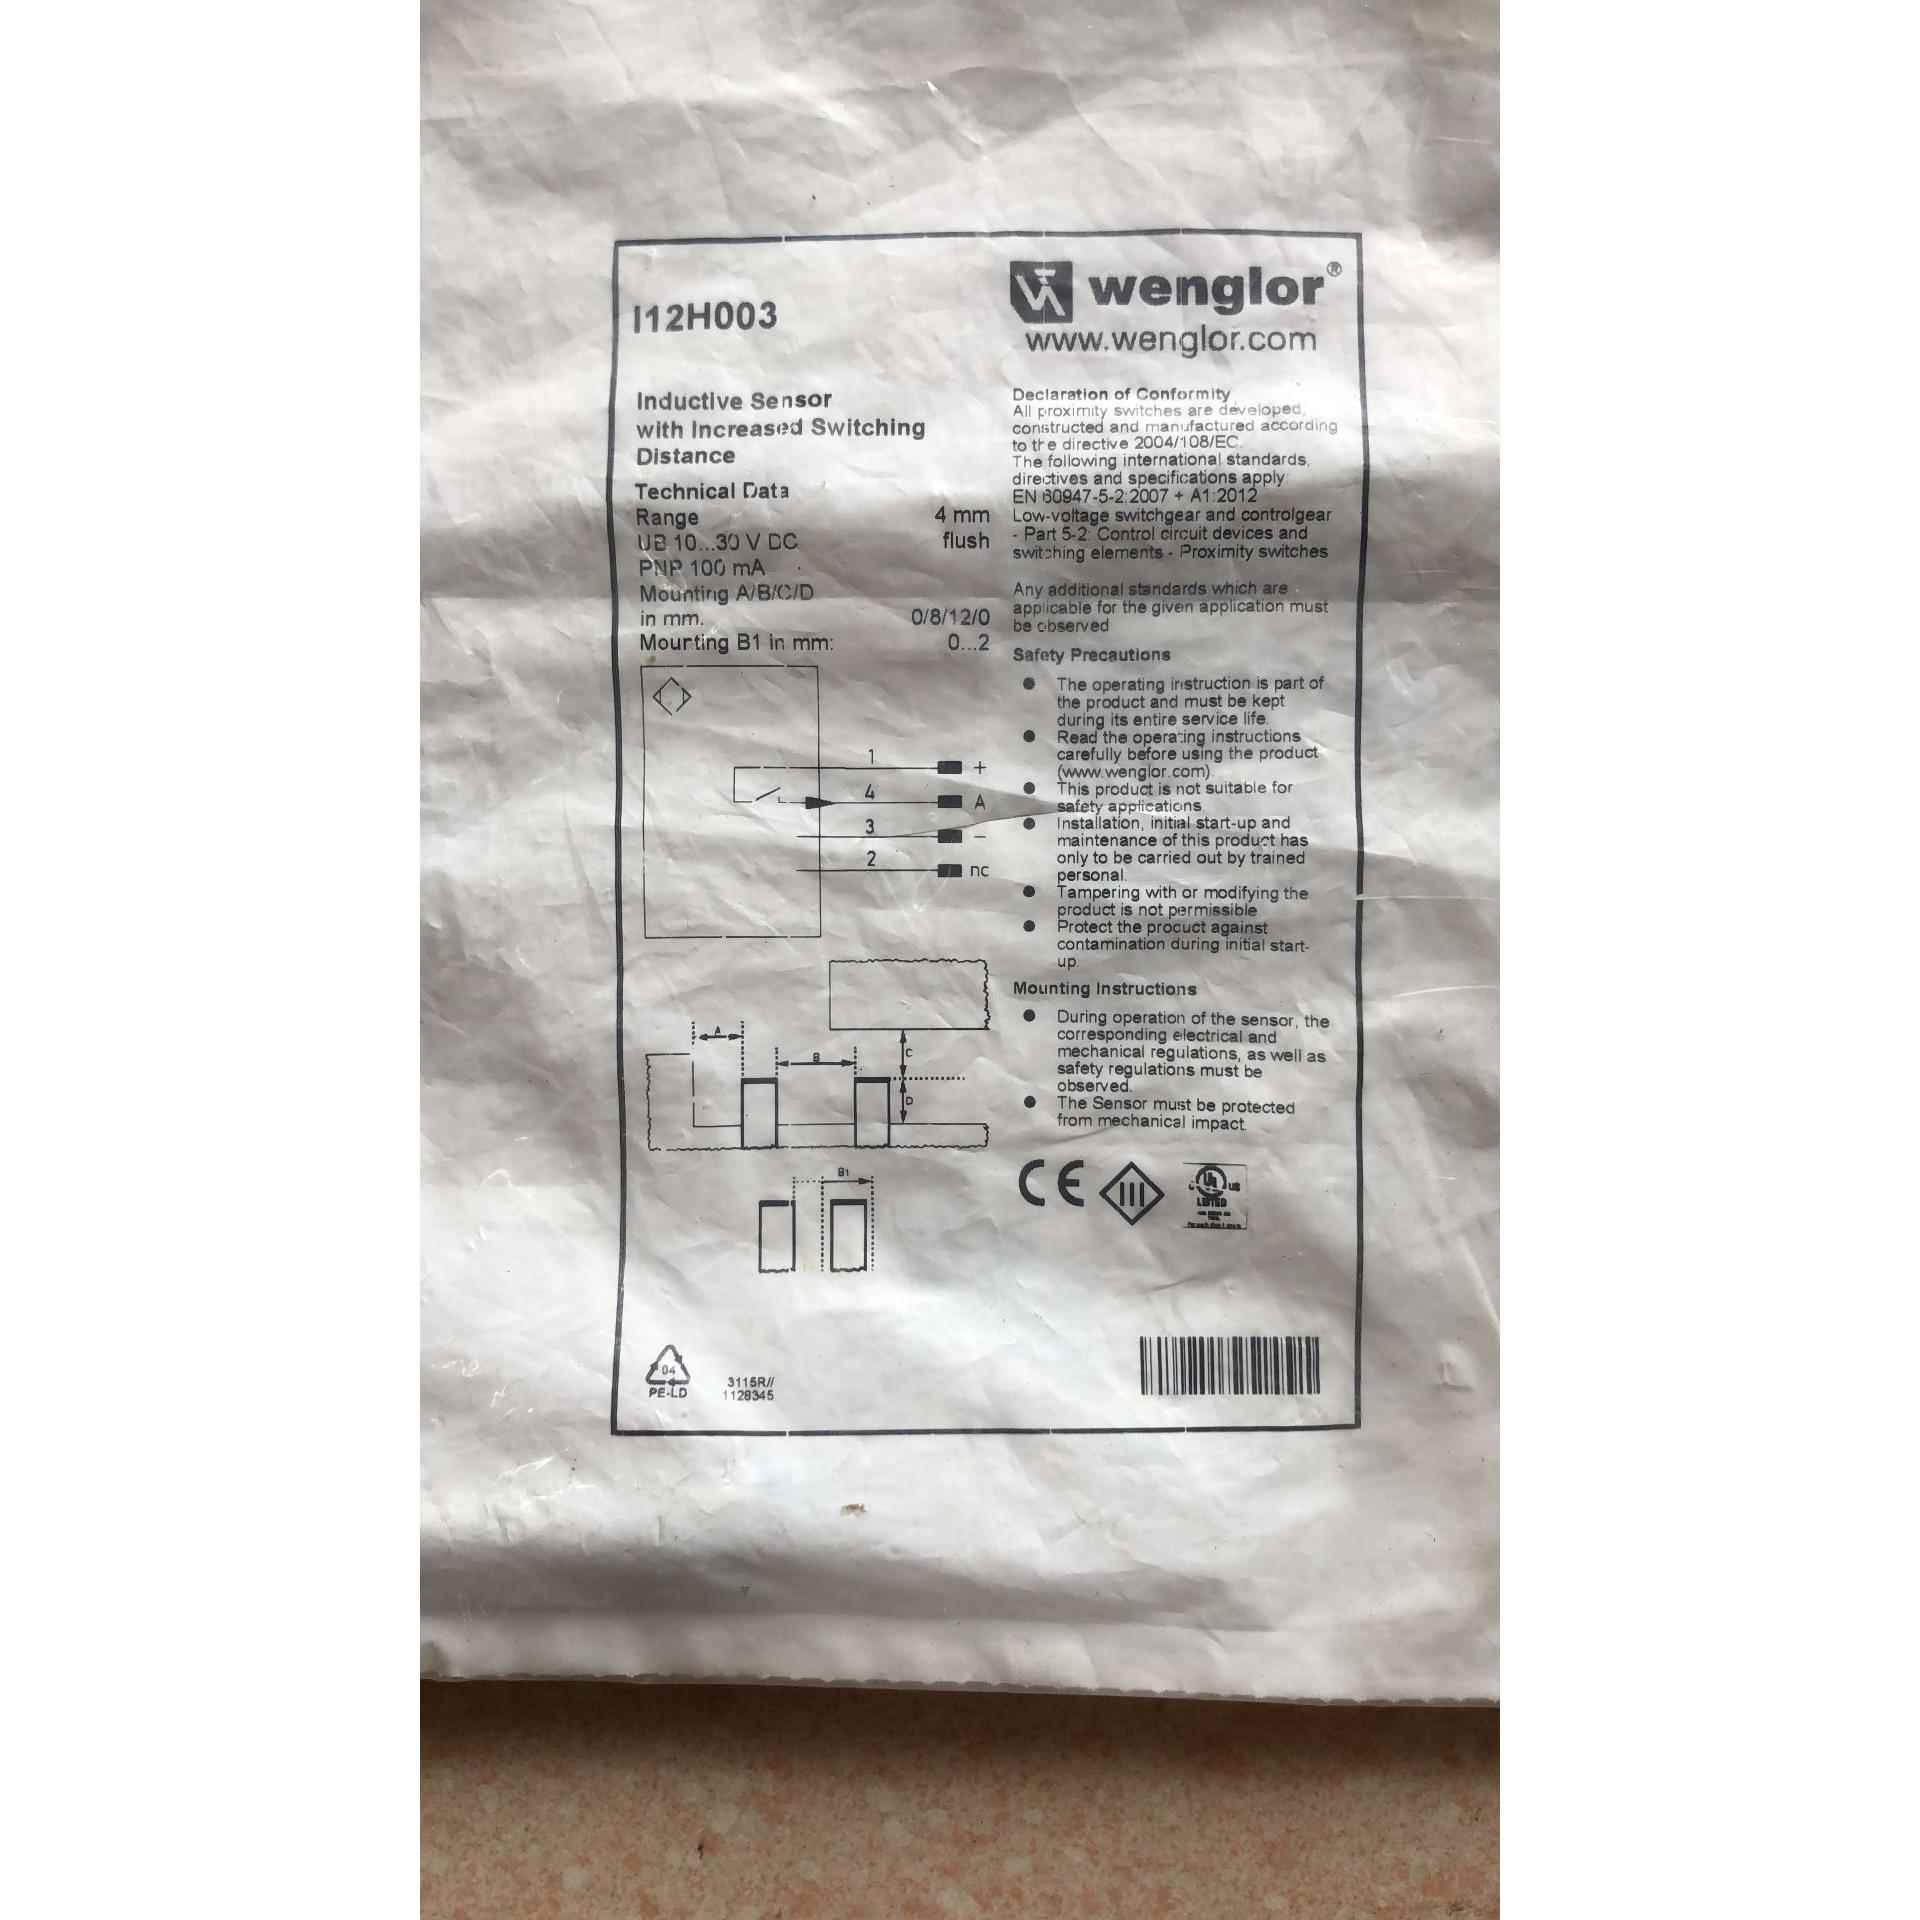 I12H003
wenglor®
www.wenglor.com
Inductive Sensor
with Increased Switching
Distance
Technical Data
Range 4 mm
UB 10...30 V DC flush
PNP 100 mA
Mounting A/B/C/D
in mm. 0/8/12/0
Mounting B1 in mm: 0...2
1 +
4 A
3 –
2 nc
A
B
C
D
B1
04
PE-LD
3115R//
1128345
Declaration of Conformity
All proximity switches are developed,
constructed and manufactured according
to the directive 2004/108/EC.
The following international standards,
directives and specifications apply:
EN 60947-5-2:2007 + A1:2012
Low-voltage switchgear and controlgear
- Part 5-2: Control circuit devices and
switching elements - Proximity switches
Any additional standards which are
applicable for the given application must
be observed
Safety Precautions
● The operating instruction is part of
the product and must be kept
during its entire service life.
● Read the operating instructions
carefully before using the product
(www.wenglor.com).
● This product is not suitable for
safety applications.
● Installation, initial start-up and
maintenance of this product has
only to be carried out by trained
personal.
● Tampering with or modifying the
product is not permissible
● Protect the product against
contamination during initial start-
up.
Mounting Instructions
● During operation of the sensor, the
corresponding electrical and
mechanical regulations, as well as
safety regulations must be
observed.
● The Sensor must be protected
from mechanical impact.
CE
III
c UL US
LISTED